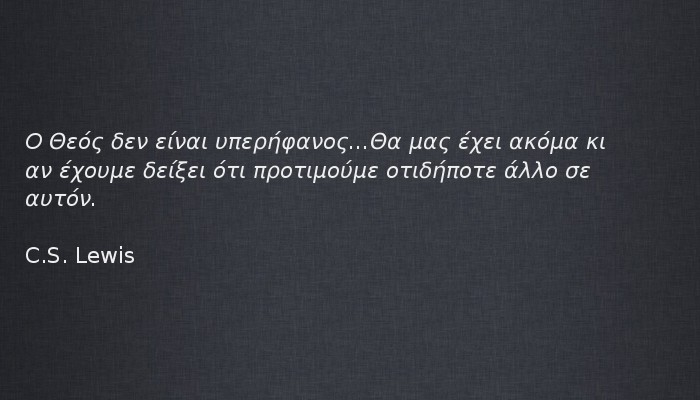 Ο Θεός δεν είναι υπερήφανος...Θα μας έχει ακόμα κι
αν έχουμε δείξει ότι προτιμούμε οτιδήποτε άλλο σε
αυτόν.
C.S. Lewis